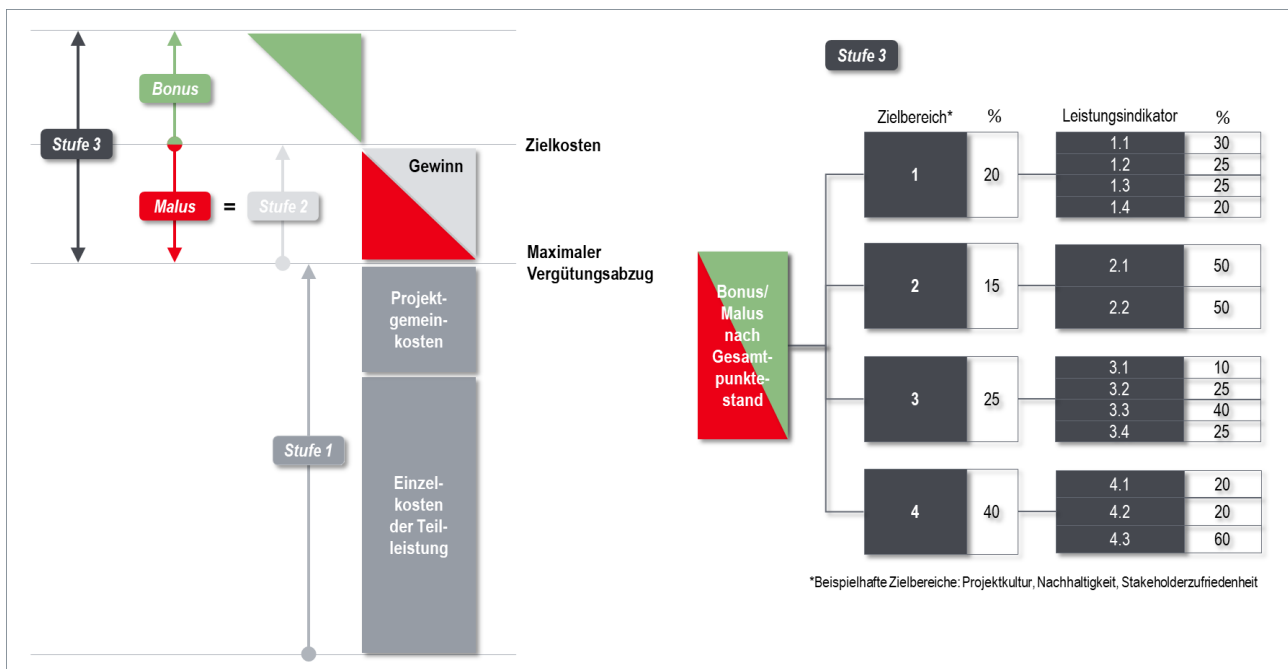 Bonus
Stufe 3
Zielkosten
Gewinn
Malus
=
Stufe 2
Maximaler
Vergütungsabzug
Projekt-
gemein-
kosten
Stufe 1
Einzel-
kosten
der Teil-
leistung
Stufe 3
Zielbereich* % Leistungsindikator %
1 20
1.1 30
1.2 25
1.3 25
1.4 20
2 15
2.1 50
2.2 50
Bonus/
Malus
nach
Gesamt-
punkte-
stand
3 25
3.1 10
3.2 25
3.3 40
3.4 25
4 40
4.1 20
4.2 20
4.3 60
*Beispielhafte Zielbereiche: Projektkultur, Nachhaltigkeit, Stakeholderzufriedenheit